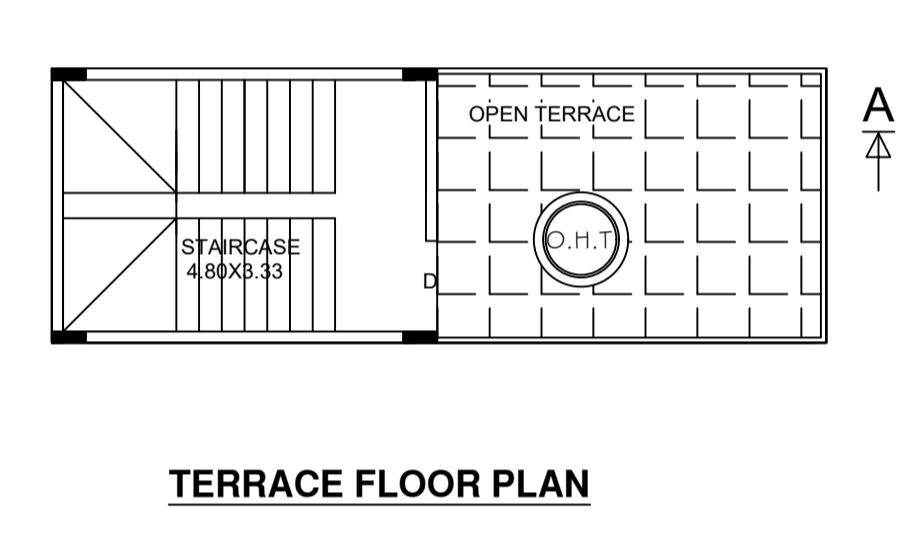 OPEN TERRACE
A
O.H.T
STAIRCASE
4.80X3.33
D
TERRACE FLOOR PLAN